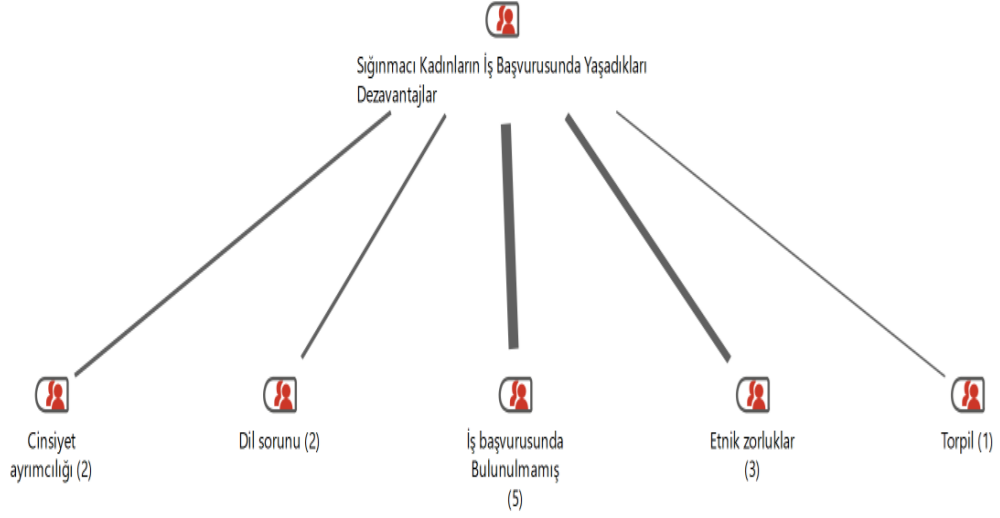 Sığınmacı Kadınların İş Başvurusunda Yaşadıkları
Dezavantajlar
Cinsiyet
ayrımcılığı (2)
Dil sorunu (2)
İş başvurusunda
Bulunulmamış
(5)
Etnik zorluklar
(3)
Torpil (1)